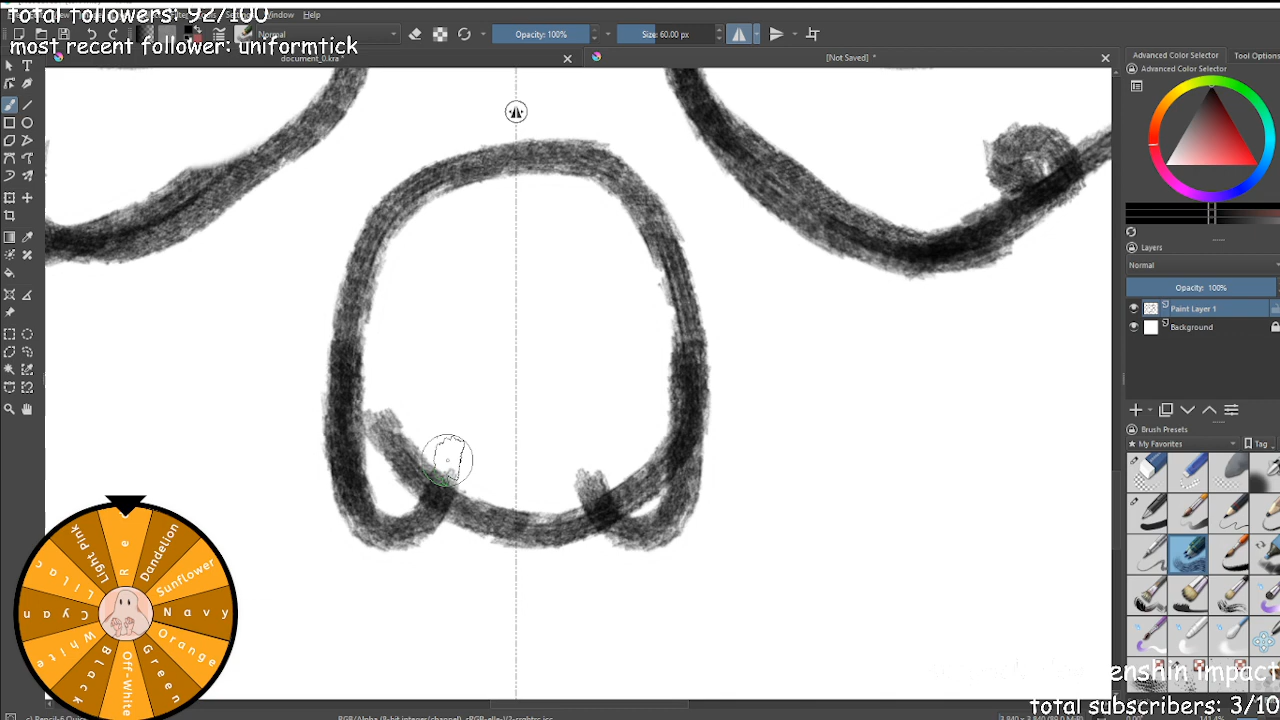 Total followers: 92/100
Window Help
most recent follower: uniformtick
Normal
Opacity: 100%
Size: 60.00 px
document_0.kra *
[Not Saved] *
Advanced Color Selector
Tool Options
Advanced Color Selector
Layers
Normal
Opacity: 100%
Paint Layer 1
Background
Brush Presets
My Favorites
Tag
Red
Dandelion
Sunflower
Navy
Orange
Green
Off-White
Black
White
Cyan
Lilac
Light Pink
enshin impact
total subscribers: 3/10